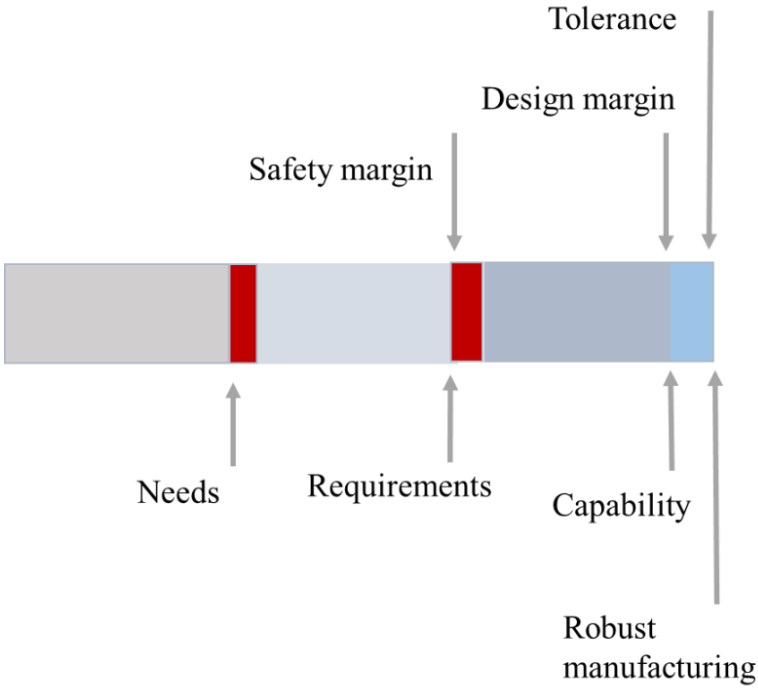 Tolerance
Design margin
Safety margin
Needs
Requirements
Capability
Robust
manufacturing